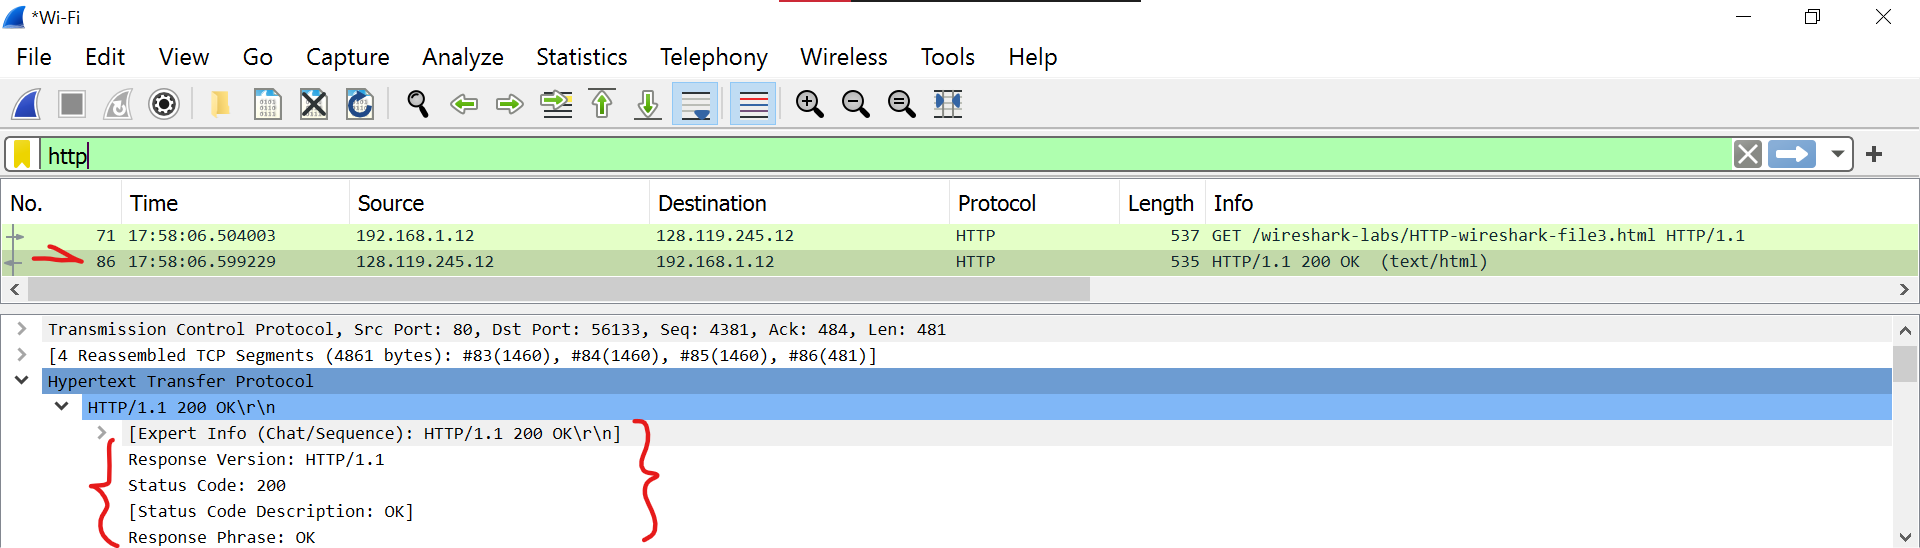 *Wi-Fi
File Edit View Go Capture Analyze Statistics Telephony Wireless Tools Help
http
No. Time Source Destination Protocol Length Info
71 17:58:06.504003 192.168.1.12 128.119.245.12 HTTP 537 GET /wireshark-labs/HTTP-wireshark-file3.html HTTP/1.1
86 17:58:06.599229 128.119.245.12 192.168.1.12 HTTP 535 HTTP/1.1 200 OK (text/html)
Transmission Control Protocol, Src Port: 80, Dst Port: 56133, Seq: 4381, Ack: 484, Len: 481
[4 Reassembled TCP Segments (4861 bytes): #83(1460), #84(1460), #85(1460), #86(481)]
Hypertext Transfer Protocol
HTTP/1.1 200 OK\r\n
[Expert Info (Chat/Sequence): HTTP/1.1 200 OK\r\n]
Response Version: HTTP/1.1
Status Code: 200
[Status Code Description: OK]
Response Phrase: OK